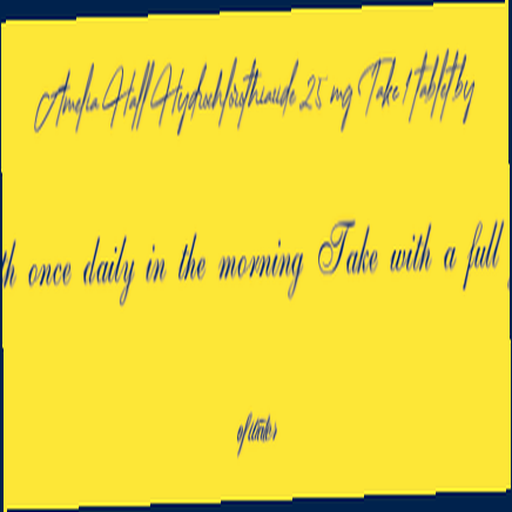 Amelia Hall Hydrochlorothiazide 25 mg Take 1 tablet by
th once daily in the morning Take with a full
of water